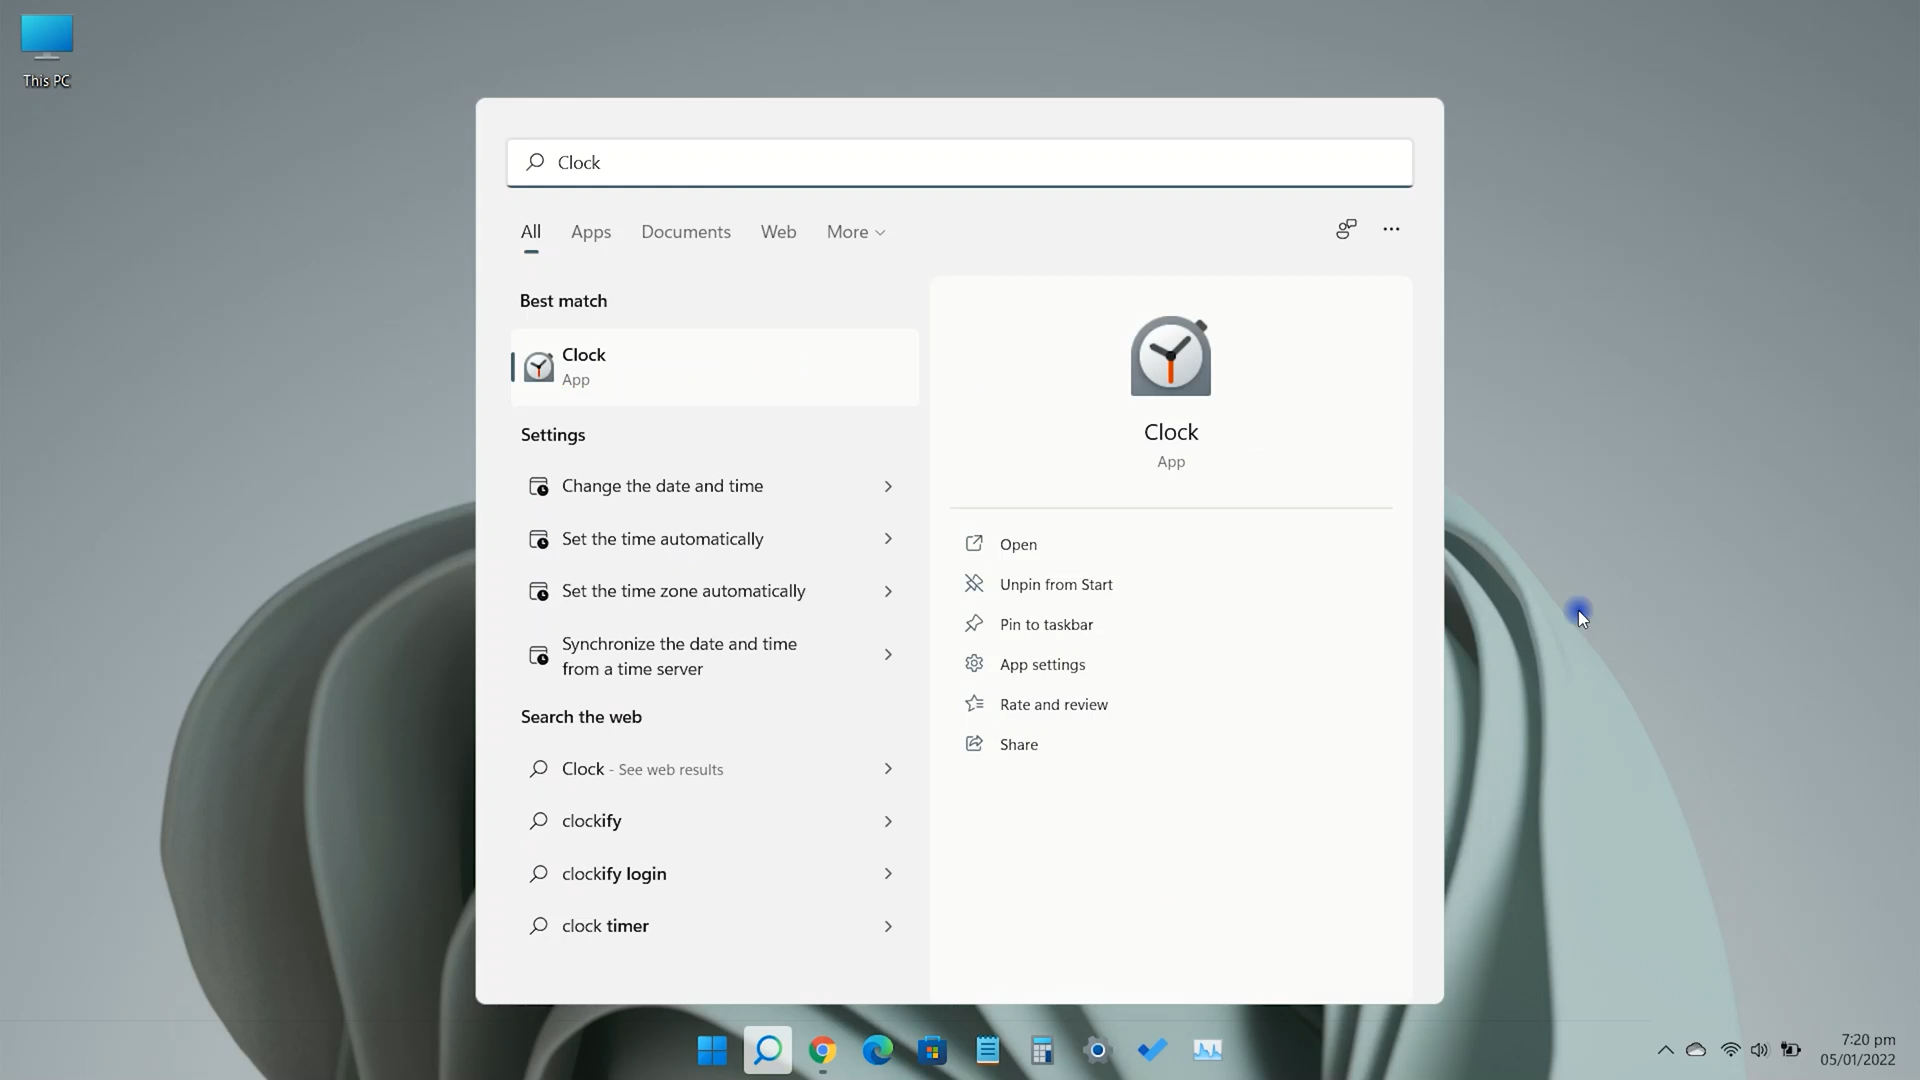 This PC
Clock
All
Apps
Documents
Web
More
Best match
Clock
App
Settings
Change the date and time
Set the time automatically
Set the time zone automatically
Synchronize the date and time
from a time server
Search the web
Clock - See web results
clockify
clockify login
clock timer
Clock
App
Open
Unpin from Start
Pin to taskbar
App settings
Rate and review
Share
7:20 pm
05/01/2022